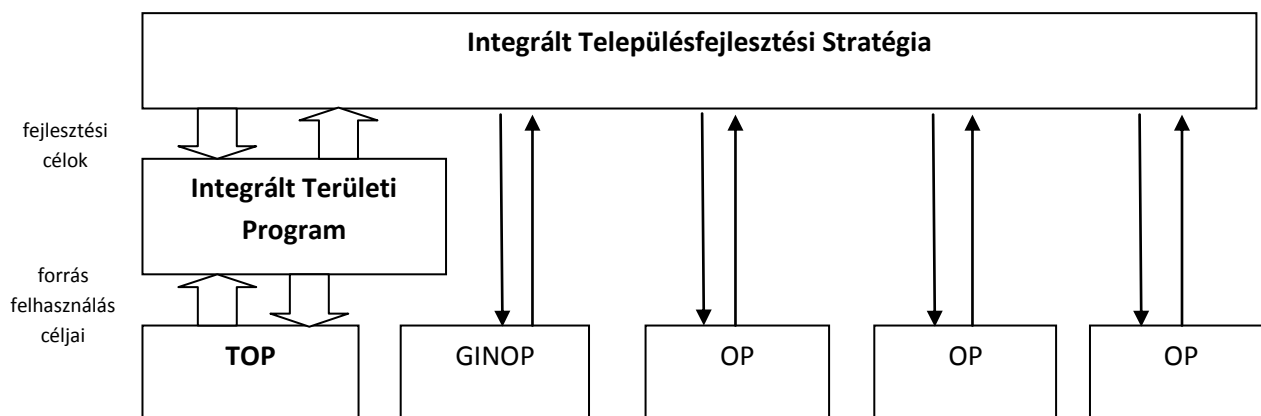 Integrált Településfejlesztési Stratégia
fejlesztési
célok
Integrált Területi
Program
forrás
felhasználás
céljai
TOP
GINOP
OP
OP
OP